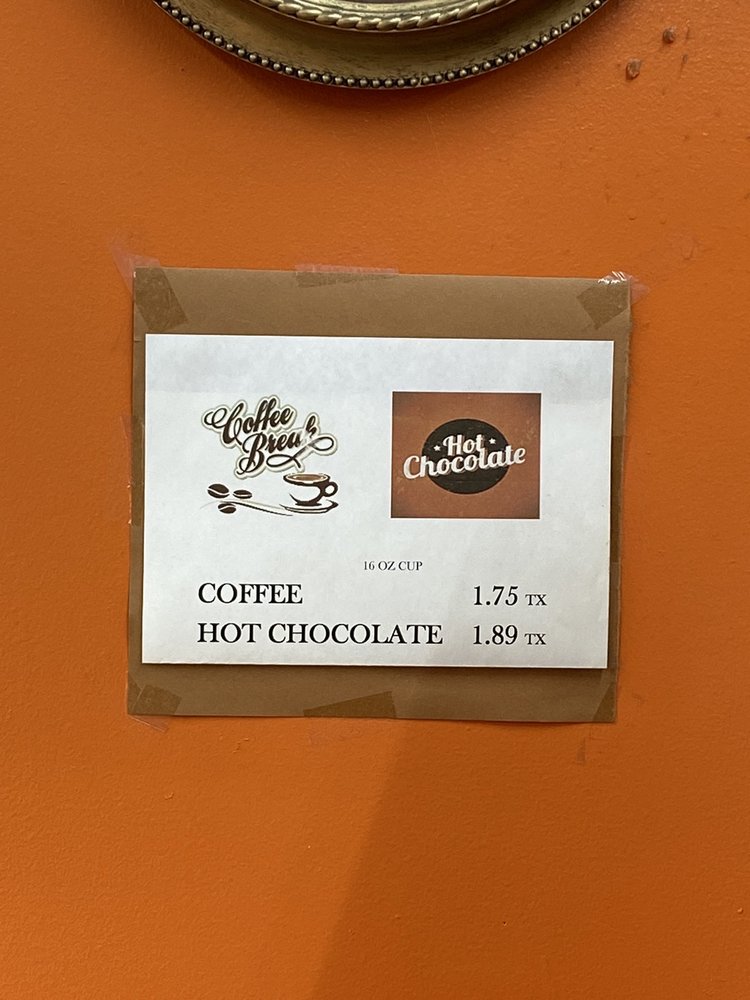 Coffee
Break
Hot
Chocolate
16 OZ CUP
COFFEE 1.75 TX
HOT CHOCOLATE 1.89 TX